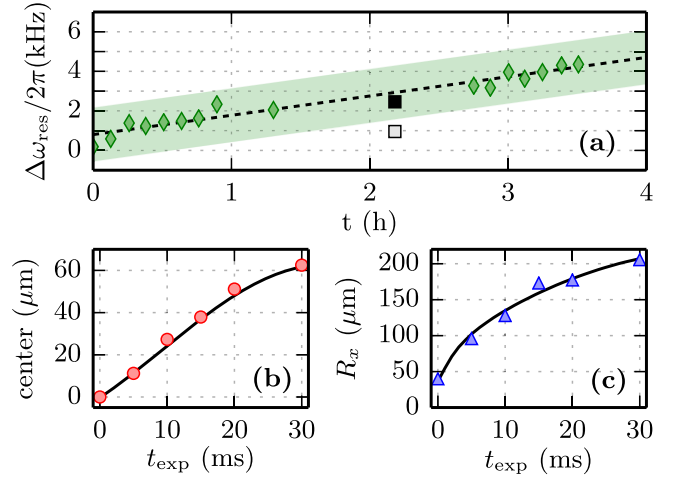 Δω_res/2π(kHz)
6
4
2
0
(a)
0 1 2 3 4
t (h)
center (μm)
60
40
20
0
(b)
0 10 20 30
t_exp (ms)
R_x (μm)
200
150
100
50
0
(c)
0 10 20 30
t_exp (ms)